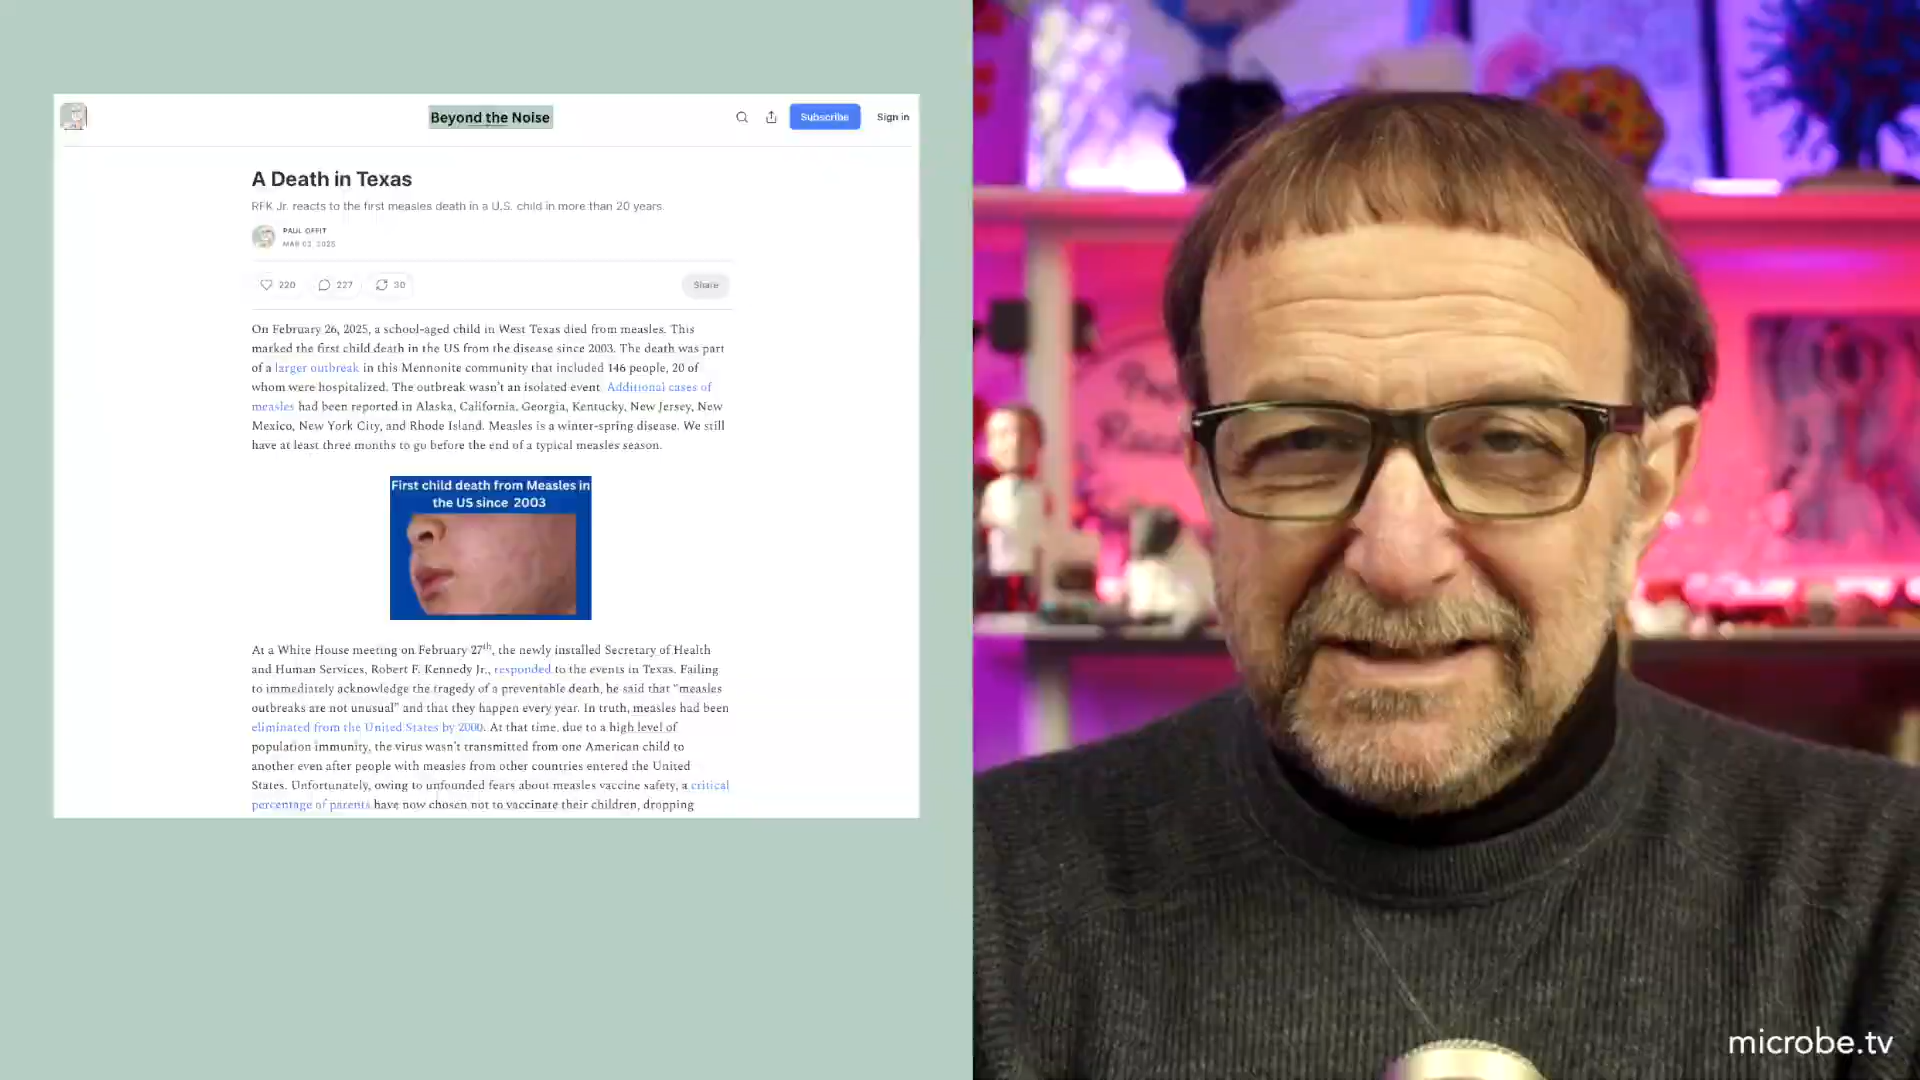 Beyond the Noise
Subscribe
Sign in
A Death in Texas
RFK Jr. reacts to the first measles death in a U.S. child in more than 20 years.
PAUL OFFIT
MAR 03, 2025
220
227
30
Share
On February 26, 2025, a school-aged child in West Texas died from measles. This
marked the first child death in the US from the disease since 2003. The death was part
of a larger outbreak in this Mennonite community that included 146 people, 20 of
whom were hospitalized. The outbreak wasn't an isolated event. Additional cases of
measles had been reported in Alaska, California, Georgia, Kentucky, New Jersey, New
Mexico, New York City, and Rhode Island. Measles is a winter-spring disease. We still
have at least three months to go before the end of a typical measles season.
First child death from Measles in
the US since 2003
At a White House meeting on February 27th, the newly installed Secretary of Health
and Human Services, Robert F. Kennedy Jr., responded to the events in Texas. Failing
to immediately acknowledge the tragedy of a preventable death, he said that "measles
outbreaks are not unusual" and that they happen every year. In truth, measles had been
eliminated from the United States by 2000. At that time, due to a high level of
population immunity, the virus wasn't transmitted from one American child to
another even after people with measles from other countries entered the United
States. Unfortunately, owing to unfounded fears about measles vaccine safety, a critical
percentage of parents have now chosen not to vaccinate their children, dropping
microbe.tv